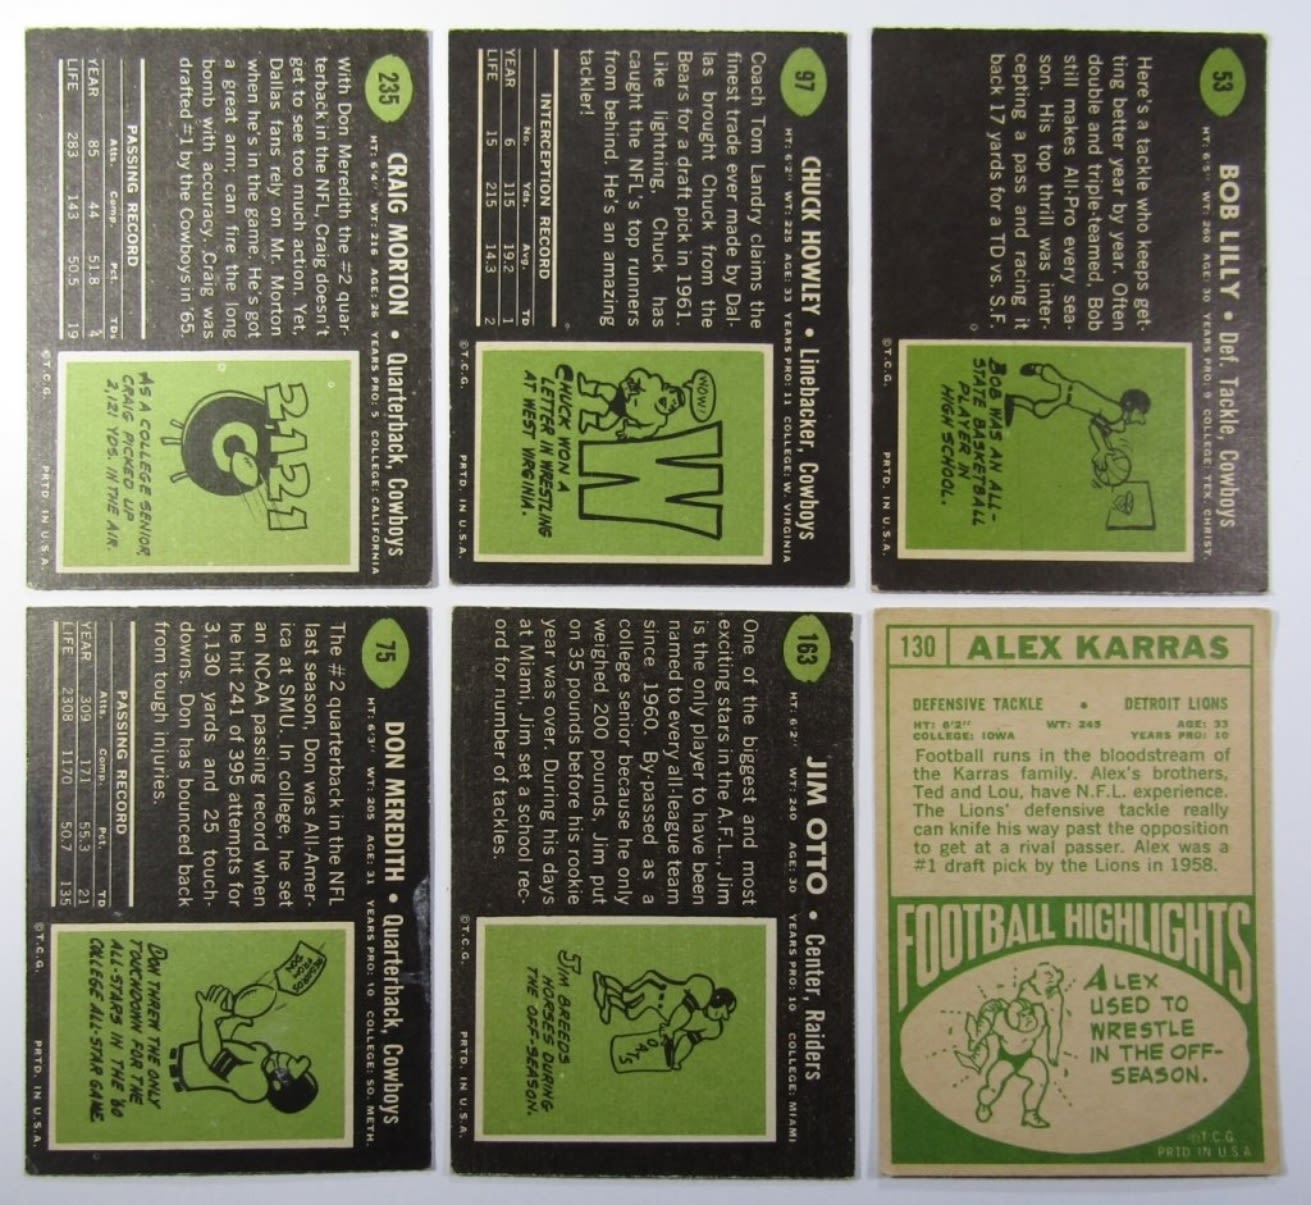 235
CRAIG MORTON • Quarterback, Cowboys
HT: 6'4" WT: 216 AGE: 26 YEARS PRO: 5 COLLEGE: CALIFORNIA
With Don Meredith the #2 quar-
terback in the NFL, Craig doesn't
get to see too much action. Yet,
Dallas fans rely on Mr. Morton
when he's in the game. He's got
a great arm; can fire the long
bomb with accuracy. Craig was
drafted #1 by the Cowboys in '65.
PASSING RECORD
Atts. Comp. Pct. TDs
YEAR 85 44 51.8 4
LIFE 283 143 50.5 19
2,121
C
AS A COLLEGE SENIOR,
CRAIG PICKED UP
2,121 YDS. IN THE AIR.
©T.C.G. PRTD. IN U.S.A.
97
CHUCK HOWLEY • Linebacker, Cowboys
HT: 6'2" WT: 225 AGE: 33 YEARS PRO: 11 COLLEGE: W. VIRGINIA
Coach Tom Landry claims the
finest trade ever made by Dal-
las brought Chuck from the
Bears for a draft pick in 1961.
Like lightning, Chuck has
caught the NFL's top runners
from behind. He's an amazing
tackler!
INTERCEPTION RECORD
No. Yds. Avg. TD
YEAR 6 115 19.2 1
LIFE 15 215 14.3 2
WOW!
W
CHUCK WON A
LETTER IN WRESTLING
AT WEST VIRGINIA.
©T.C.G. PRTD. IN U.S.A.
53
BOB LILLY • Def. Tackle, Cowboys
HT: 6'5" WT: 260 AGE: 30 YEARS PRO: 9 COLLEGE: TEX. CHRIST.
Here's a tackle who keeps get-
ting better year by year. Often
double and triple-teamed, Bob
still makes All-Pro every sea-
son. His top thrill was inter-
cepting a pass and racing it
back 17 yards for a TD vs. S.F.
BOB WAS AN ALL-
STATE BASKETBALL
PLAYER IN
HIGH SCHOOL.
©T.C.G. PRTD. IN U.S.A.
75
DON MEREDITH • Quarterback, Cowboys
HT: 6'3" WT: 205 AGE: 31 YEARS PRO: 10 COLLEGE: SO. METH.
The #2 quarterback in the NFL
last season, Don was All-Amer-
ica at SMU. In college, he set
an NCAA passing record when
he hit 241 of 395 attempts for
3,130 yards and 25 touch-
downs. Don has bounced back
from tough injuries.
PASSING RECORD
Atts. Comp. Pct. TD
YEAR 309 171 55.3 21
LIFE 2308 1170 50.7 135
REGARDS
FROM
DON
DON THREW THE ONLY
TOUCHDOWN FOR THE
ALL-STARS IN THE '60
COLLEGE ALL-STAR GAME.
©T.C.G. PRTD. IN U.S.A.
163
JIM OTTO • Center, Raiders
HT: 6'2" WT: 240 AGE: 30 YEARS PRO: 10 COLLEGE: MIAMI
One of the biggest and most
exciting stars in the A.F.L., Jim
is the only player to have been
named to every all-league team
since 1960. By-passed as a
college senior because he only
weighed 200 pounds, Jim put
on 35 pounds before his rookie
year was over. During his days
at Miami, Jim set a school rec-
ord for number of tackles.
OATS
JIM BREEDS
HORSES DURING
THE OFF-SEASON.
©T.C.G. PRTD. IN U.S.A.
130 ALEX KARRAS
DEFENSIVE TACKLE • DETROIT LIONS
HT: 6'2" WT: 245 AGE: 33
COLLEGE: IOWA YEARS PRO: 10
Football runs in the bloodstream of
the Karras family. Alex's brothers,
Ted and Lou, have N.F.L. experience.
The Lions' defensive tackle really
can knife his way past the opposition
to get at a rival passer. Alex was a
#1 draft pick by the Lions in 1958.
FOOTBALL HIGHLIGHTS
ALEX
USED TO
WRESTLE
IN THE OFF-
SEASON.
©T.C.G.
PRTD IN U.S.A.